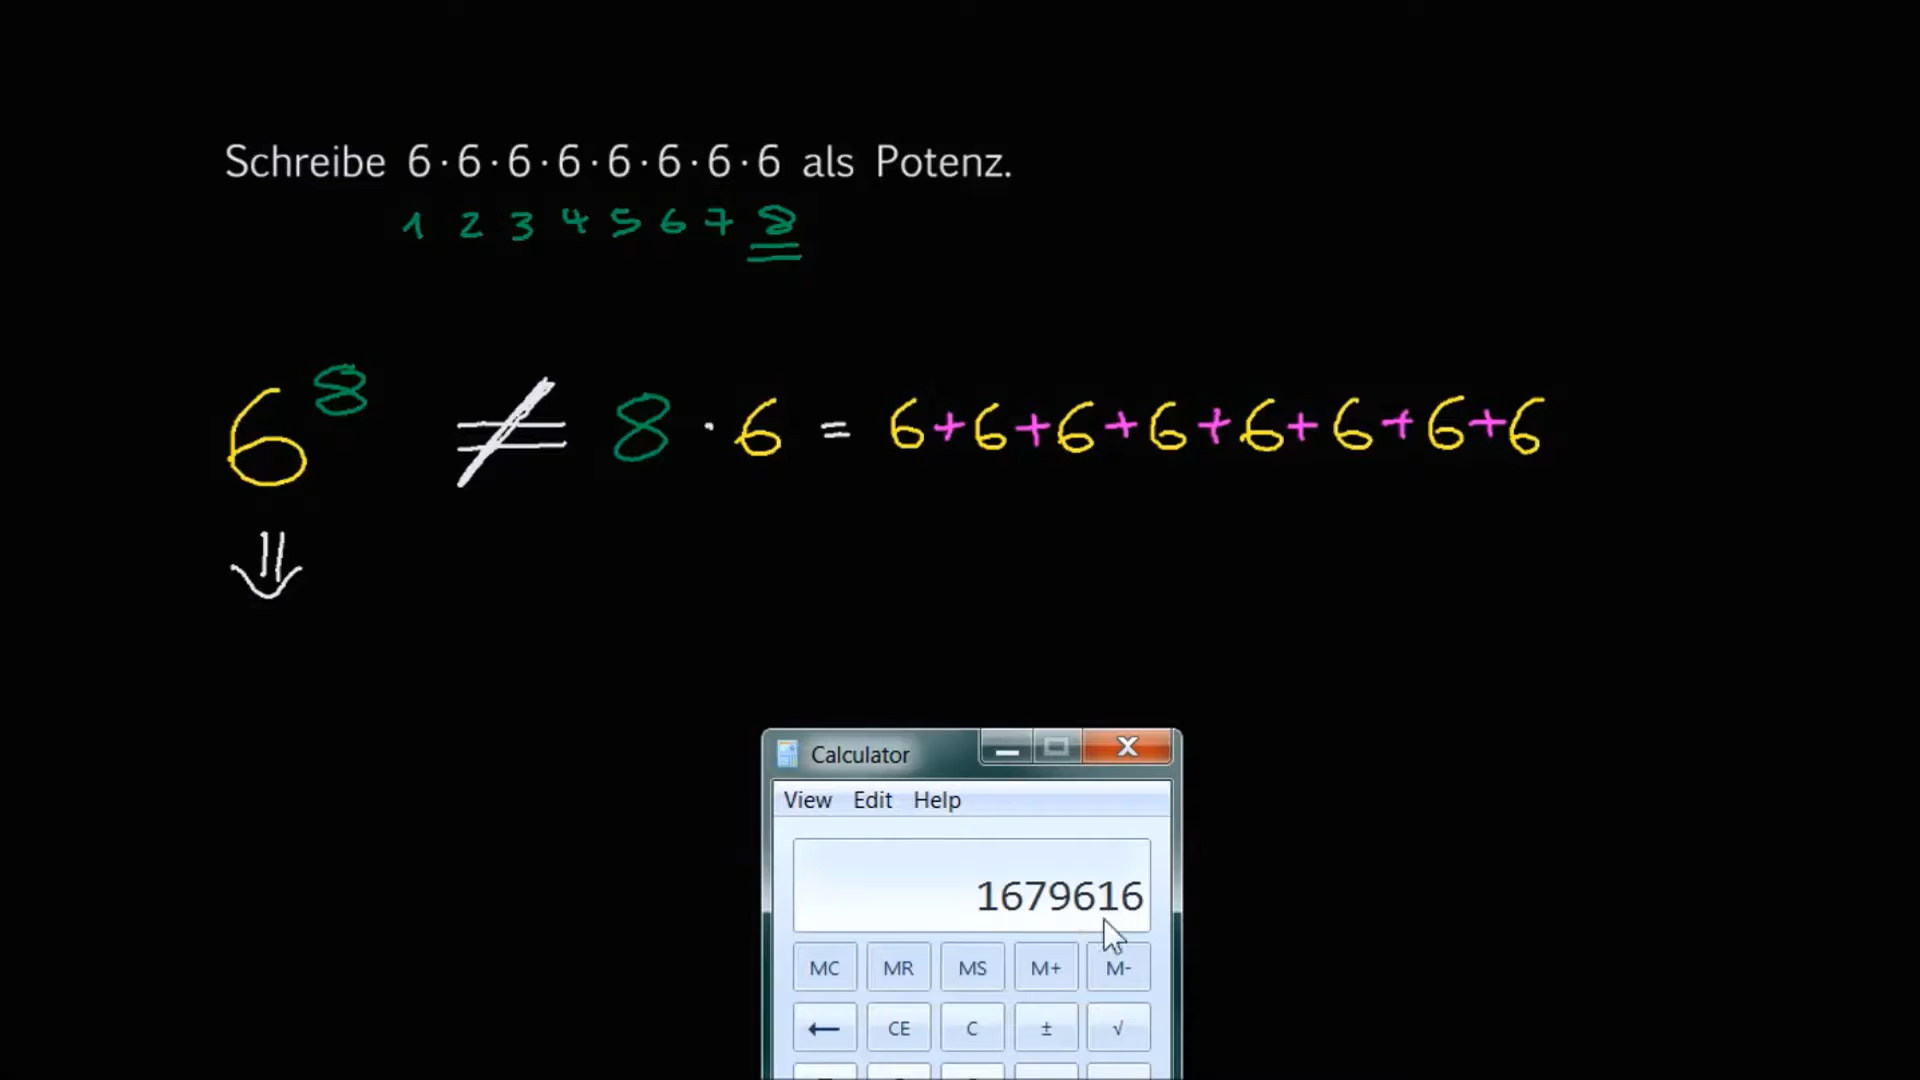 Schreibe 6·6·6·6·6·6·6·6 als Potenz.
1 2 3 4 5 6 7 8
6⁸ ≠ 8 · 6 = 6+6+6+6+6+6+6+6
⇓
Calculator
View Edit Help
1679616
MC MR MS M+ M-
← CE C ± √